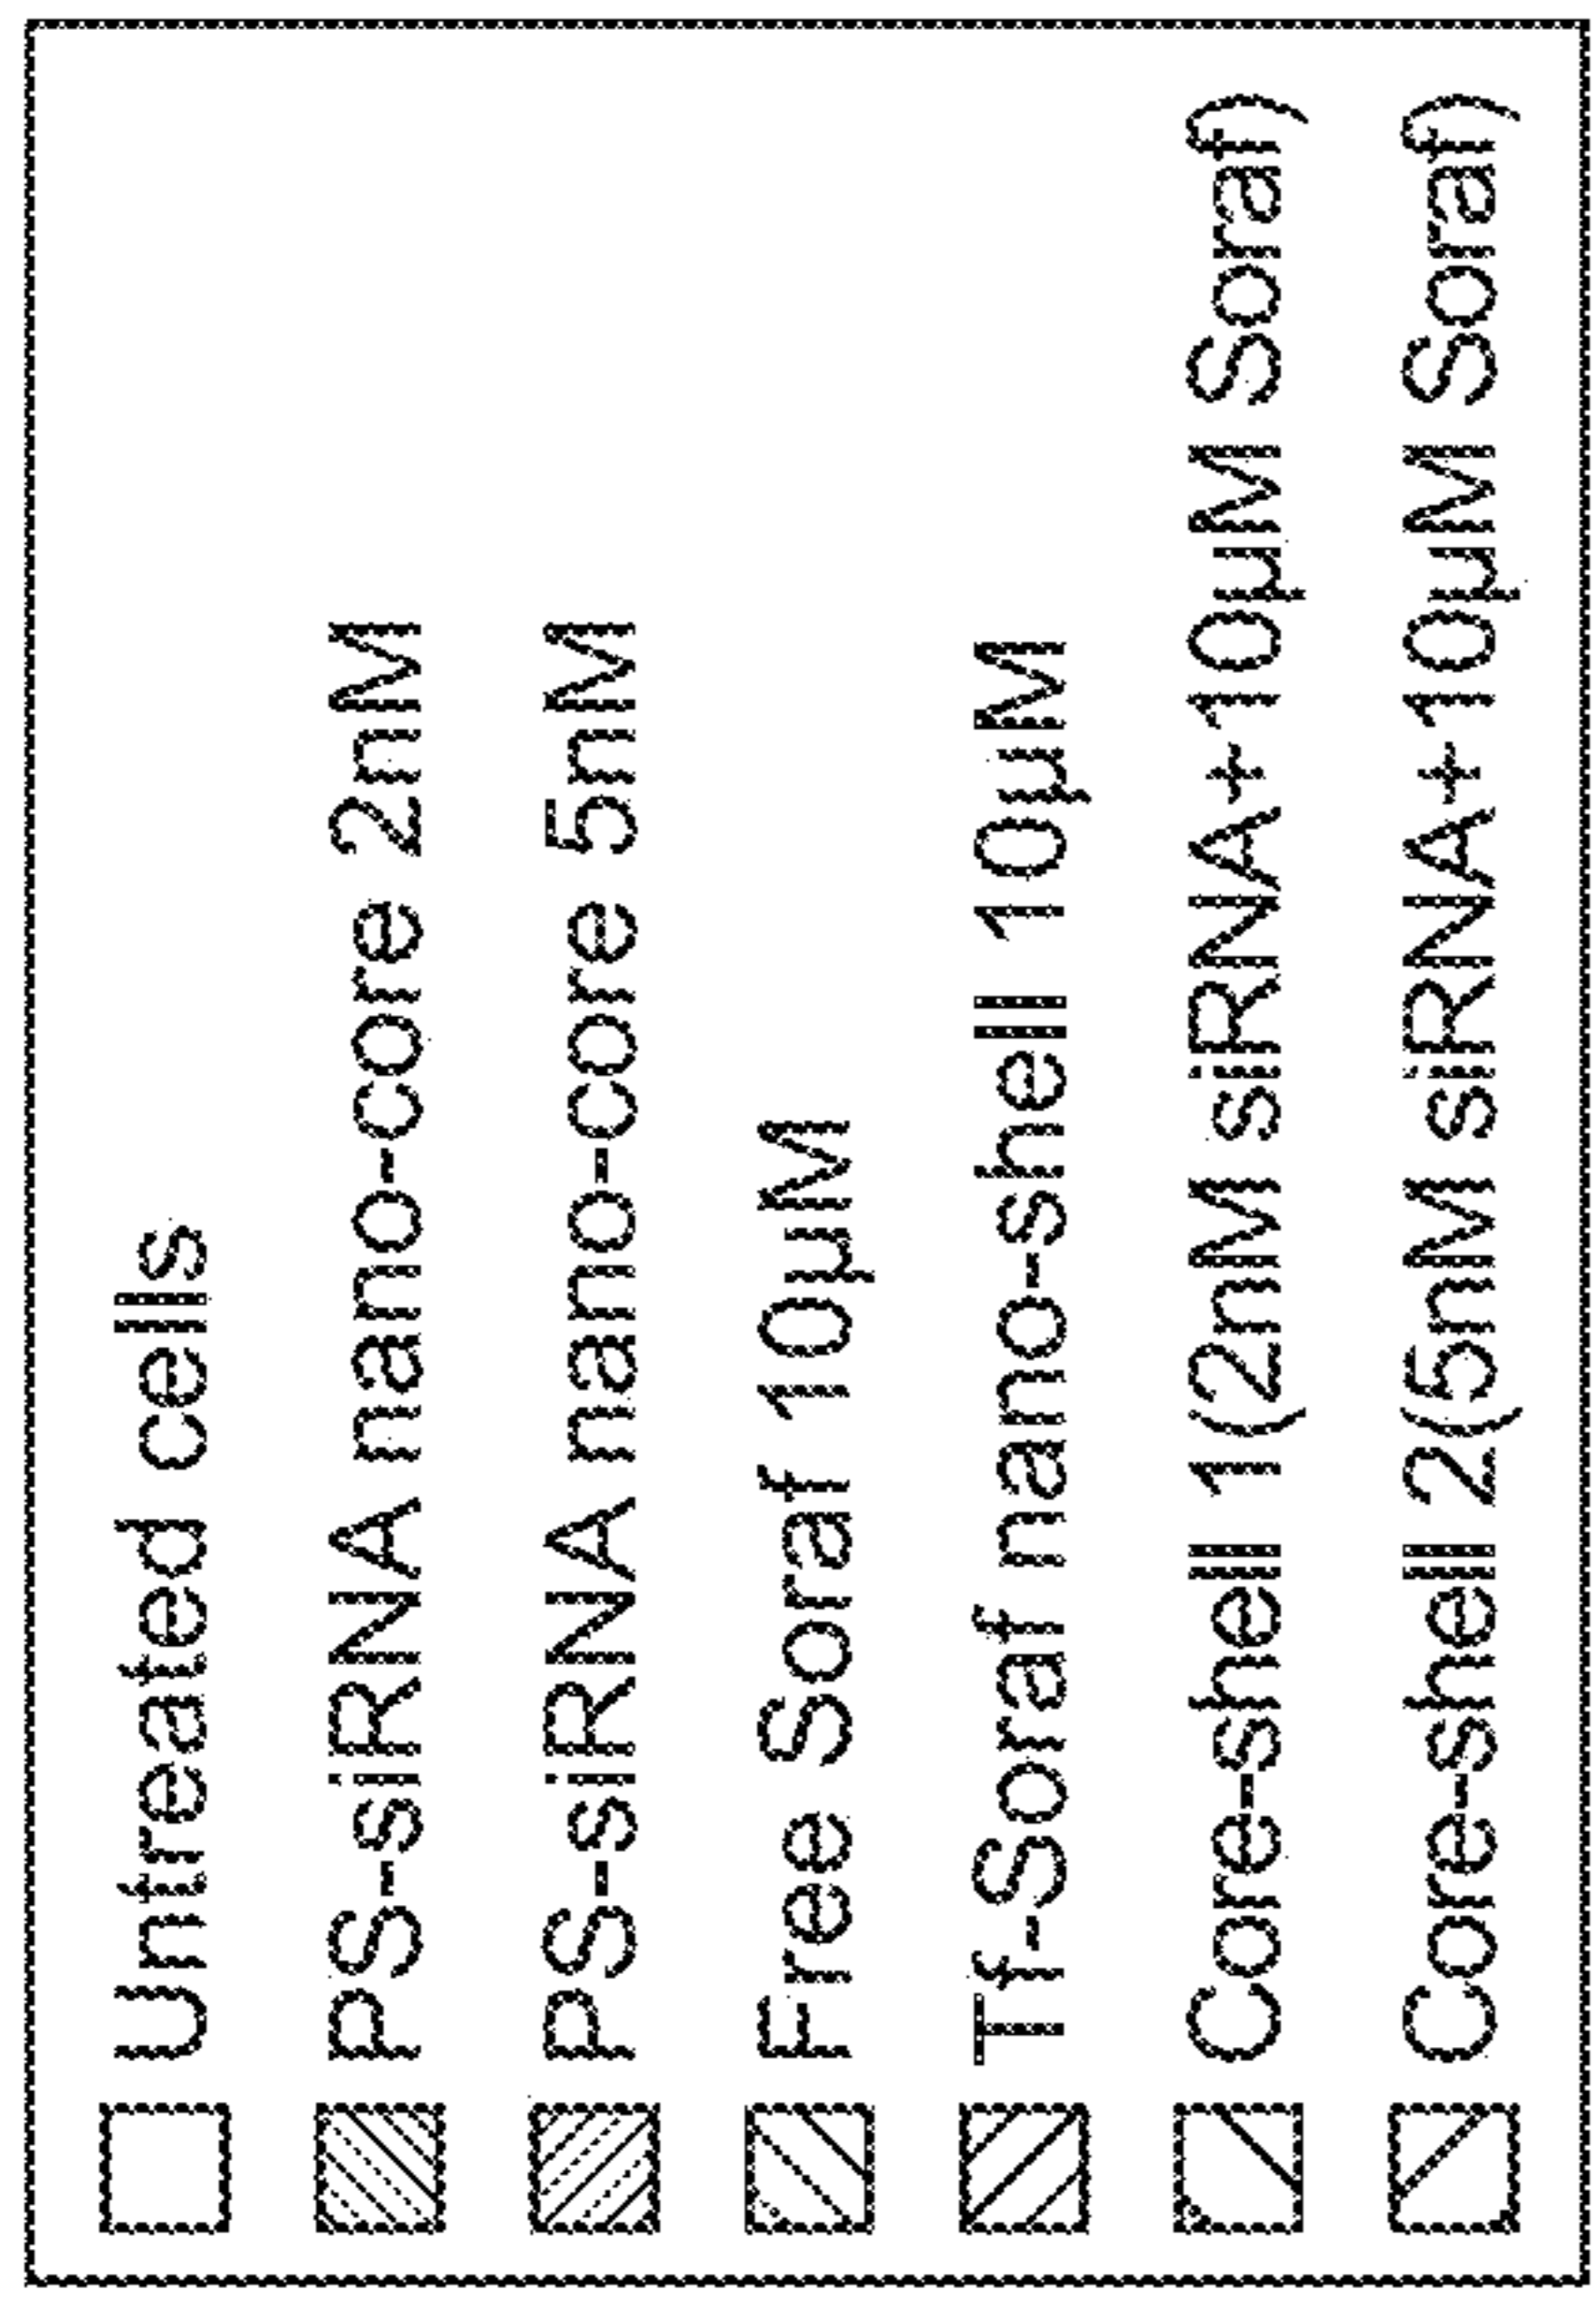 Untreated cells
PS-siRNA nano-core 2nM
PS-siRNA nano-core 5nM
Free Soraf 10μM
Tf-Soraf nano-shell 10μM
Core-shell 1(2nM siRNA+10μM Soraf)
Core-shell 2(5nM siRNA+10μM Soraf)